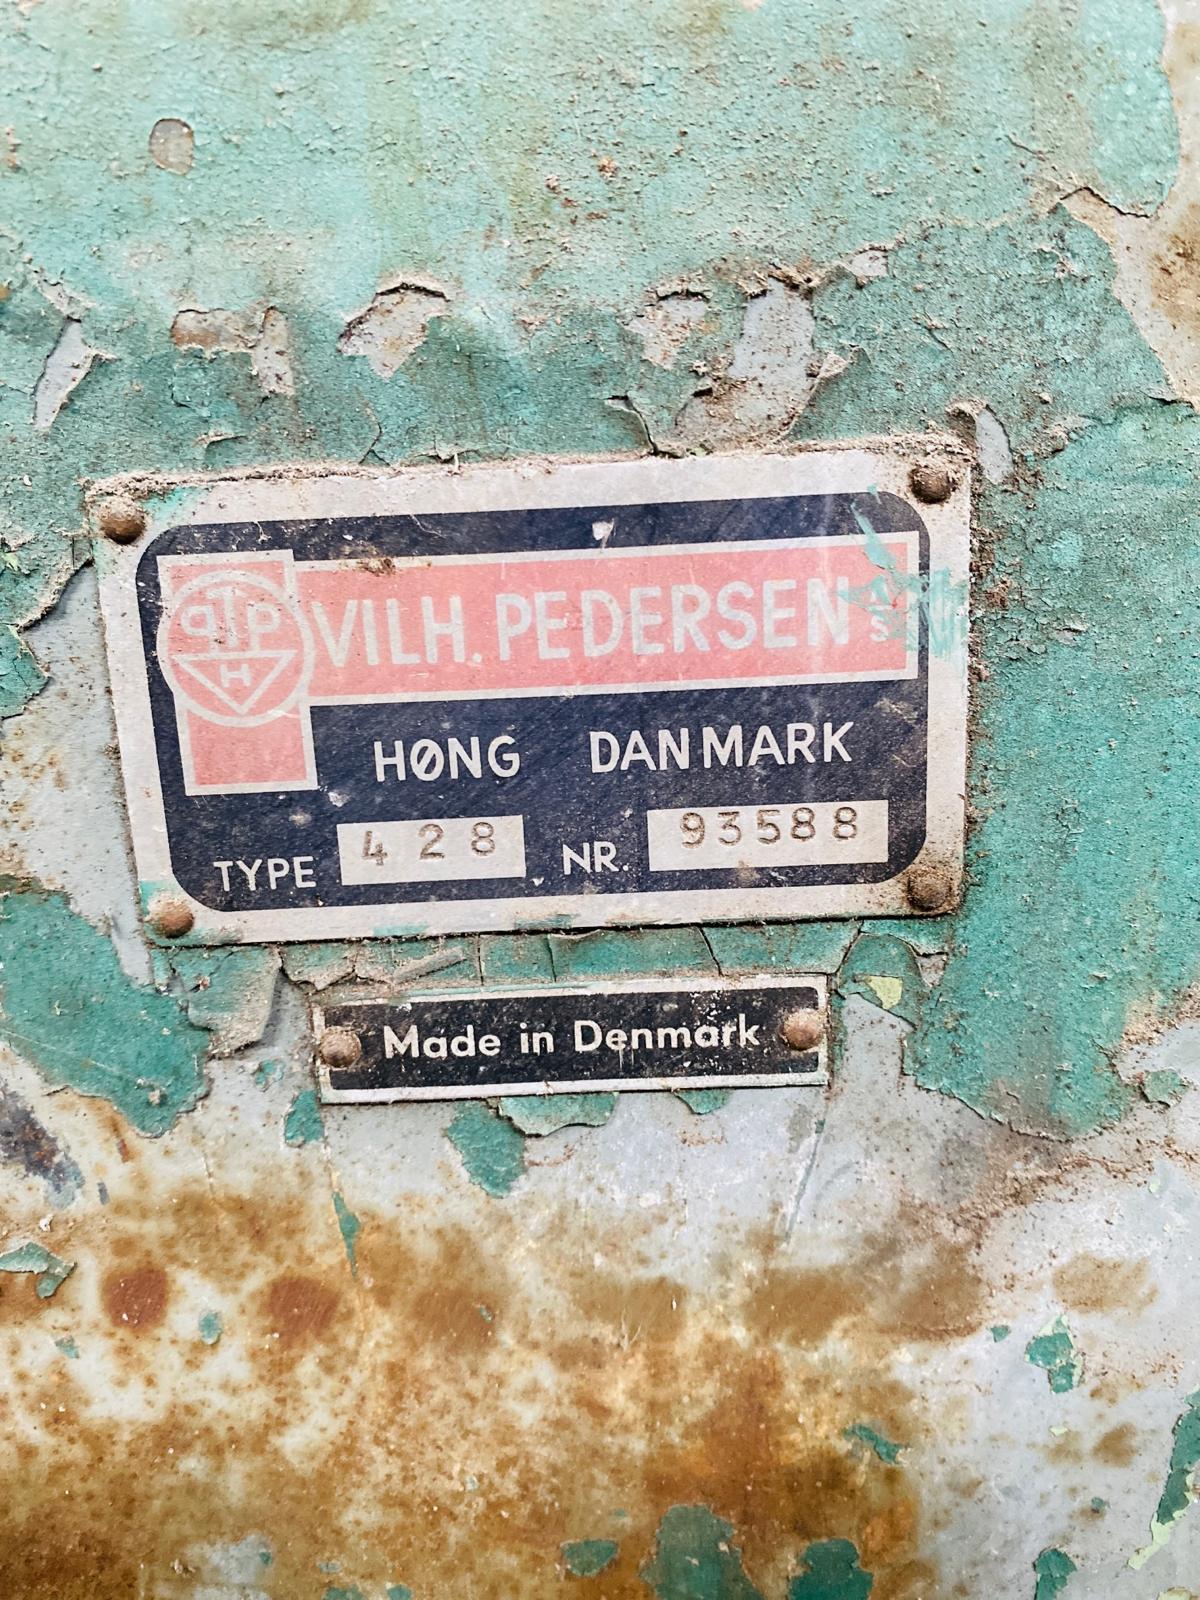 VILH. PEDERSEN
HØNG DANMARK
TYPE 428 NR. 93588
Made in Denmark